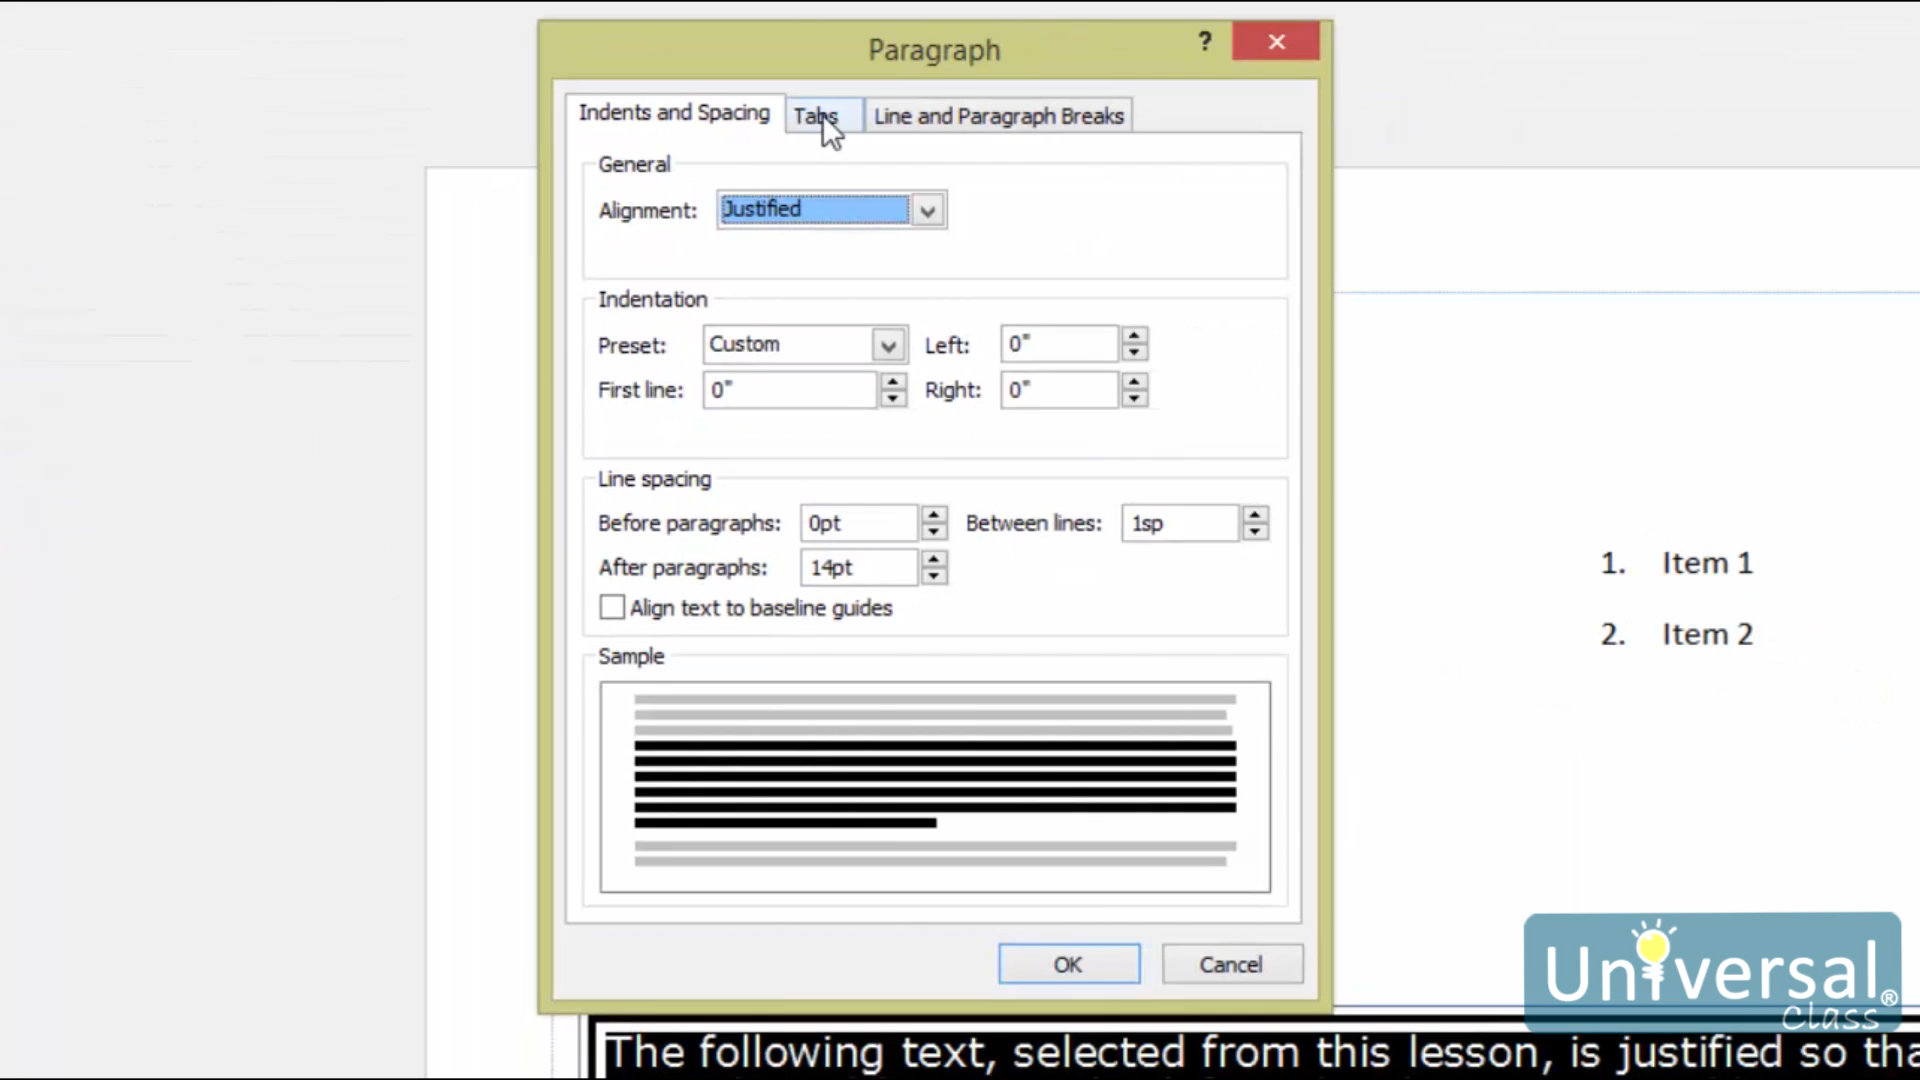 Paragraph
?
Indents and Spacing Tabs Line and Paragraph Breaks
General
Alignment: Justified
Indentation
Preset: Custom Left: 0"
First line: 0" Right: 0"
Line spacing
Before paragraphs: 0pt Between lines: 1sp
After paragraphs: 14pt
Align text to baseline guides
Sample
OK Cancel
1. Item 1
2. Item 2
Universal®
Class
The following text, selected from this lesson, is justified so tha